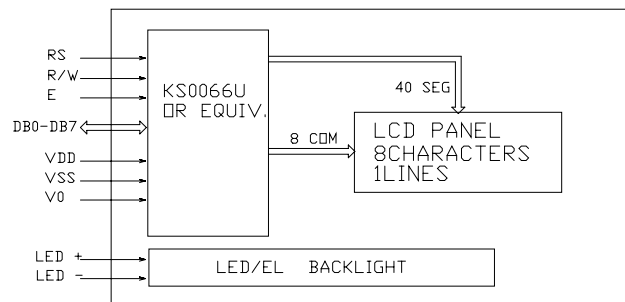 RS
R/W
E
DB0-DB7
VDD
VSS
V0
LED +
LED -
KS0066U
OR EQUIV.
40 SEG
8 COM
LCD PANEL
8CHARACTERS
1LINES
LED/EL BACKLIGHT